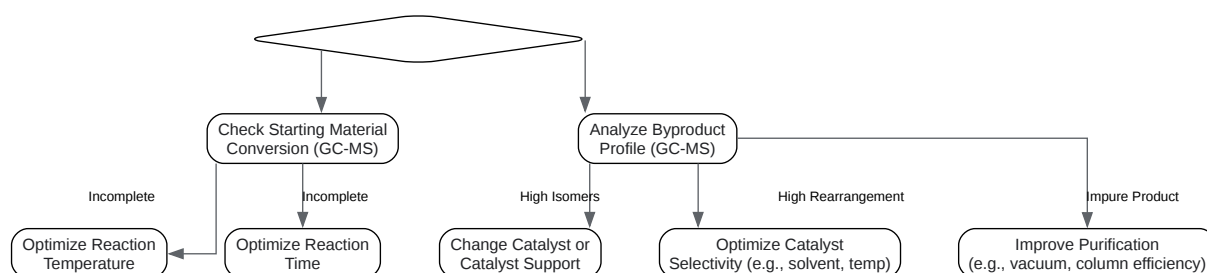 Check Starting Material
Conversion (GC-MS)
Analyze Byproduct
Profile (GC-MS)
Incomplete
Incomplete
High Isomers
High Rearrangement
Impure Product
Optimize Reaction
Temperature
Optimize Reaction
Time
Change Catalyst or
Catalyst Support
Optimize Catalyst
Selectivity (e.g., solvent, temp)
Improve Purification
(e.g., vacuum, column efficiency)